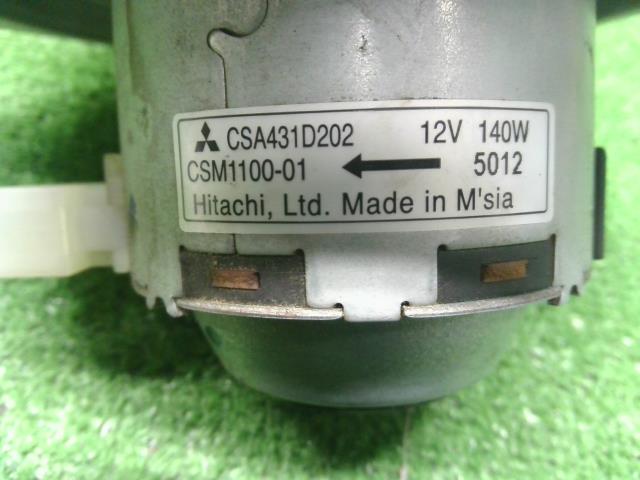 CSA431D202 12V 140W
CSM1100-01 5012
Hitachi, Ltd. Made in M'sia